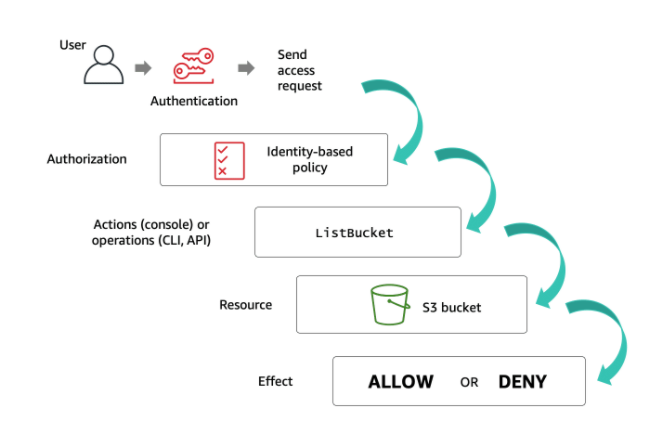 User
Send
access
request
Authentication
Authorization
Identity-based
policy
Actions (console) or
operations (CLI, API)
ListBucket
Resource
S3 bucket
Effect
ALLOW OR DENY